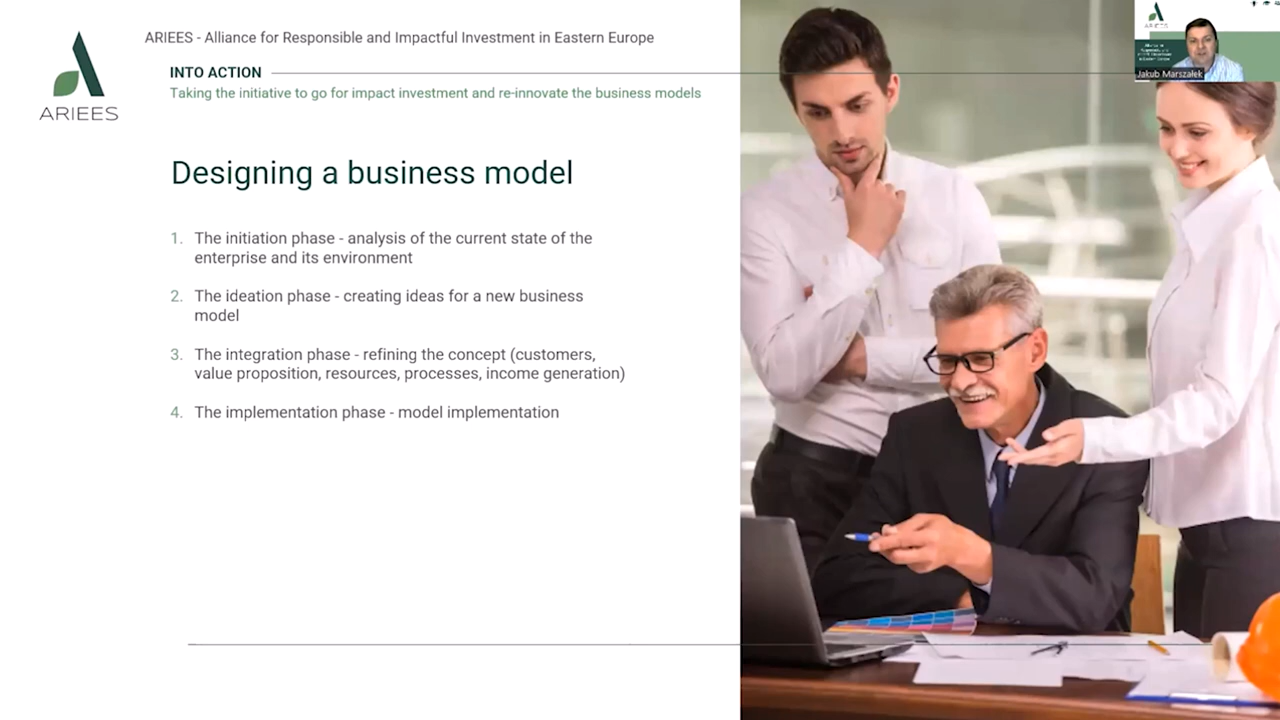 ARIEES - Alliance for Responsible and Impactful Investment in Eastern Europe
INTO ACTION
Taking the initiative to go for impact investment and re-innovate the business models
ARIEES
Designing a business model
1. The initiation phase - analysis of the current state of the
enterprise and its environment
2. The ideation phase - creating ideas for a new business
model
3. The integration phase - refining the concept (customers,
value proposition, resources, processes, income generation)
4. The implementation phase - model implementation
ARIEES
Jakub Marszałek